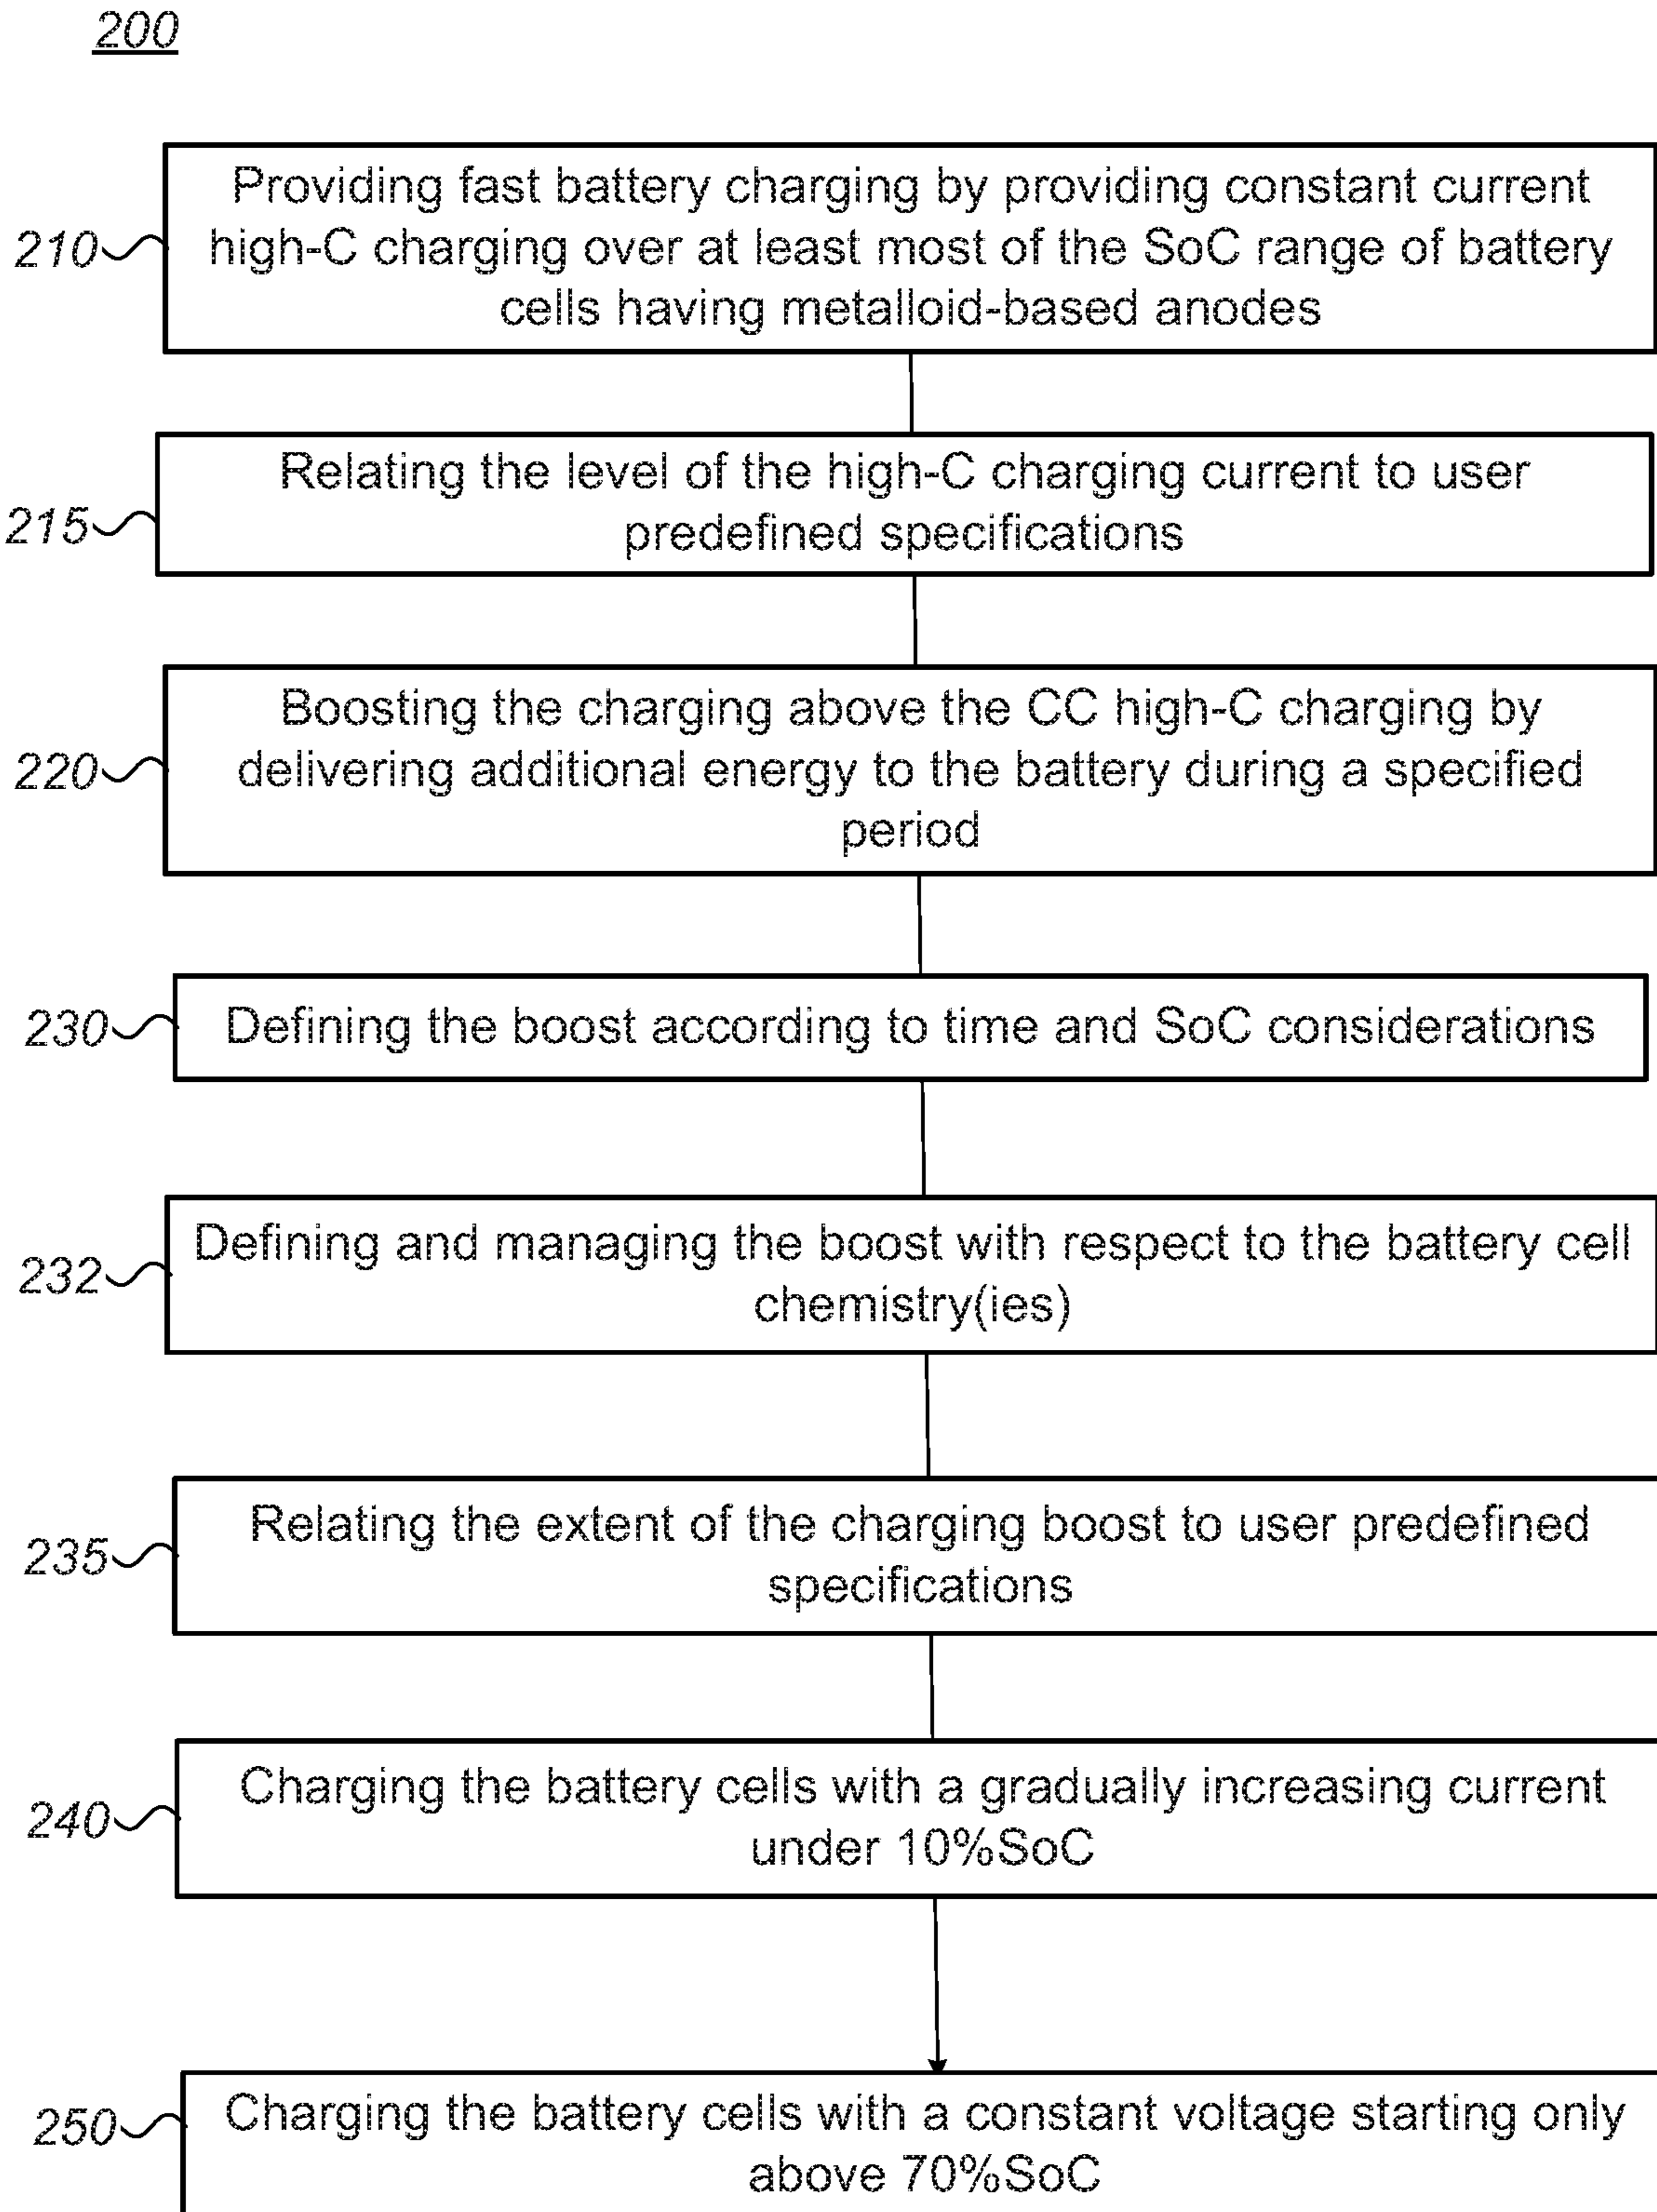 200
Providing fast battery charging by providing constant current
210 high-C charging over at least most of the SoC range of battery
cells having metalloid-based anodes
Relating the level of the high-C charging current to user
215 predefined specifications
Boosting the charging above the CC high-C charging by
220 delivering additional energy to the battery during a specified
period
230 Defining the boost according to time and SoC considerations
Defining and managing the boost with respect to the battery cell
232 chemistry(ies)
Relating the extent of the charging boost to user predefined
235 specifications
Charging the battery cells with a gradually increasing current
240 under 10%SoC
Charging the battery cells with a constant voltage starting only
250 above 70%SoC